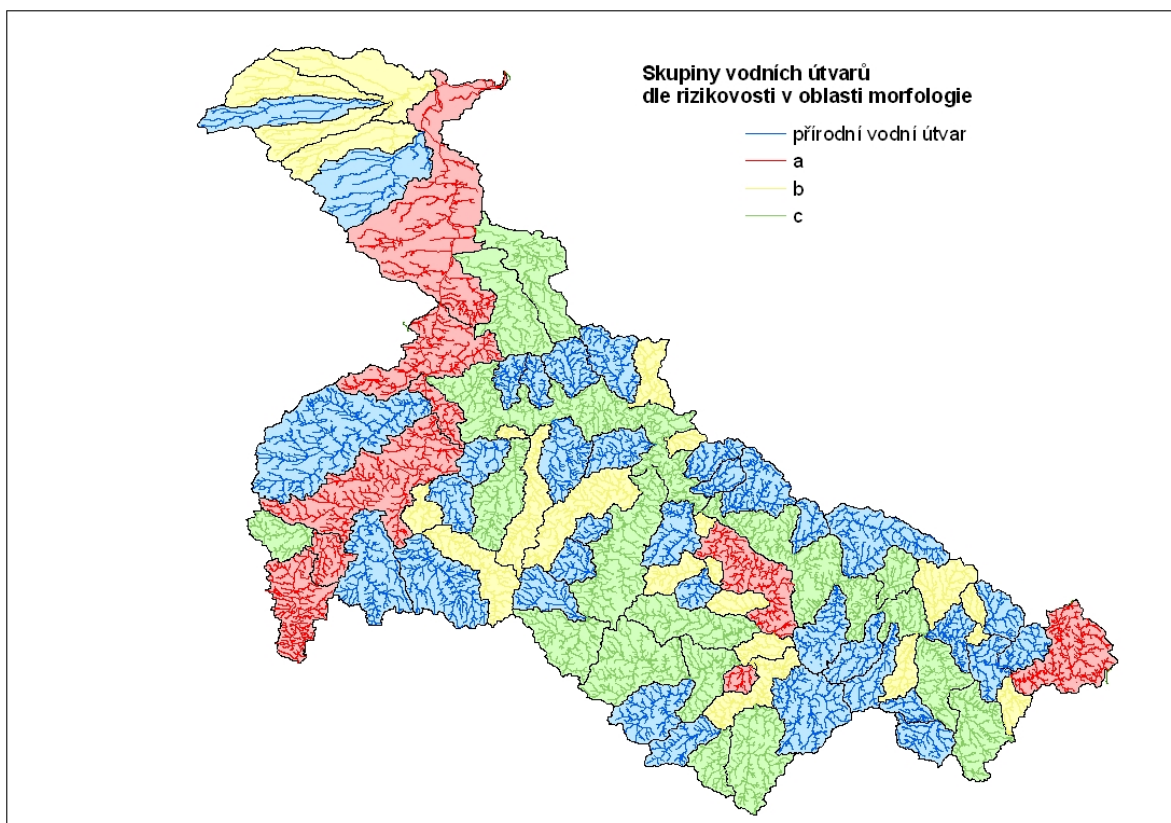 Skupiny vodních útvarů
dle rizikovosti v oblasti morfologie
přírodní vodní útvar
a
b
c